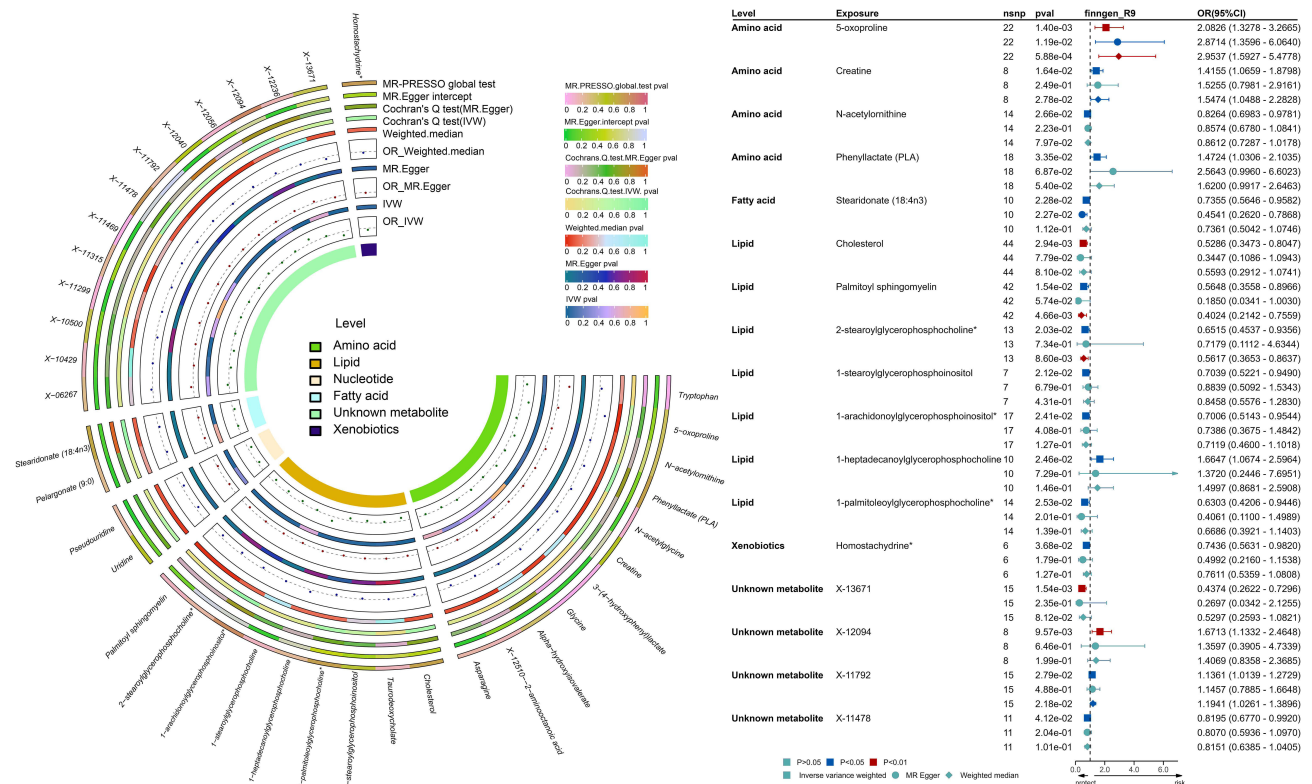 Homostachydrine*
X−13671
X−12236
X−12094
X−12056
X−12040
X−11792
X−11478
X−11469
X−11315
X−11299
X−10500
X−10429
X−06267
Stearidonate (18:4n3)
Pelargonate (9:0)
Pseudouridine
Uridine
Palmitoyl sphingomyelin
2−stearoylglycerophosphocholine*
1−arachidonoylglycerophosphoinositol*
1−stearoylglycerophosphocholine
1−heptadecanoylglycerophosphocholine
−palmitoleoylglycerophosphocholine*
−stearoylglycerophosphoinositol
Taurodeoxycholate
Cholesterol
Asparagine
X−12510−−2−aminooctanoic acid
Alpha−hydroxyisovalerate
Glycine
3−(4−hydroxyphenyl)lactate
Creatine
N−acetylglycine
Phenyllactate (PLA)
N−acetylornithine
5−oxoproline
Tryptophan
MR-PRESSO global test
MR.Egger intercept
Cochran's Q test(MR.Egger)
Cochran's Q test(IVW)
Weighted.median
OR_Weighted.median
MR.Egger
OR_MR.Egger
IVW
OR_IVW
MR.PRESSO.global.test pval
0 0.2 0.4 0.6 0.8 1
MR.Egger.intercept pval
0 0.2 0.4 0.6 0.8 1
Cochrans.Q.test.MR.Egger pval
0 0.2 0.4 0.6 0.8 1
Cochrans.Q.test.IVW. pval
0 0.2 0.4 0.6 0.8 1
Weighted.median pval
0 0.2 0.4 0.6 0.8 1
MR.Egger pval
0 0.2 0.4 0.6 0.8 1
IVW pval
0 0.2 0.4 0.6 0.8 1
Level
Amino acid
Lipid
Nucleotide
Fatty acid
Unknown metabolite
Xenobiotics
Level Exposure nsnp pval finngen_R9 OR(95%CI)
Amino acid 5-oxoproline 22 1.40e-03 2.0826 (1.3278 - 3.2665)
22 1.19e-02 2.8714 (1.3596 - 6.0640)
22 5.88e-04 2.9537 (1.5927 - 5.4778)
Amino acid Creatine 8 1.64e-02 1.4155 (1.0659 - 1.8798)
8 2.49e-01 1.5255 (0.7981 - 2.9161)
8 2.78e-02 1.5474 (1.0488 - 2.2828)
Amino acid N-acetylornithine 14 2.66e-02 0.8264 (0.6983 - 0.9781)
14 2.23e-01 0.8574 (0.6780 - 1.0841)
14 7.97e-02 0.8612 (0.7287 - 1.0178)
Amino acid Phenyllactate (PLA) 18 3.35e-02 1.4724 (1.0306 - 2.1035)
18 6.87e-02 2.5643 (0.9960 - 6.6023)
18 5.40e-02 1.6200 (0.9917 - 2.6463)
Fatty acid Stearidonate (18:4n3) 10 2.28e-02 0.7355 (0.5646 - 0.9582)
10 2.27e-02 0.4541 (0.2620 - 0.7868)
10 1.12e-01 0.7361 (0.5042 - 1.0746)
Lipid Cholesterol 44 2.94e-03 0.5286 (0.3473 - 0.8047)
44 7.79e-02 0.3447 (0.1086 - 1.0943)
44 8.10e-02 0.5593 (0.2912 - 1.0741)
Lipid Palmitoyl sphingomyelin 42 1.54e-02 0.5648 (0.3558 - 0.8966)
42 5.74e-02 0.1850 (0.0341 - 1.0030)
42 4.66e-03 0.4024 (0.2142 - 0.7559)
Lipid 2-stearoylglycerophosphocholine* 13 2.03e-02 0.6515 (0.4537 - 0.9356)
13 7.34e-01 0.7179 (0.1112 - 4.6344)
13 8.60e-03 0.5617 (0.3653 - 0.8637)
Lipid 1-stearoylglycerophosphoinositol 7 2.12e-02 0.7039 (0.5221 - 0.9490)
7 6.79e-01 0.8839 (0.5092 - 1.5343)
7 4.31e-01 0.8458 (0.5576 - 1.2830)
Lipid 1-arachidonoylglycerophosphoinositol* 17 2.41e-02 0.7006 (0.5143 - 0.9544)
17 4.08e-01 0.7386 (0.3675 - 1.4842)
17 1.27e-01 0.7119 (0.4600 - 1.1018)
Lipid 1-heptadecanoylglycerophosphocholine 10 2.46e-02 1.6647 (1.0674 - 2.5964)
10 7.29e-01 1.3720 (0.2446 - 7.6951)
10 1.46e-01 1.4997 (0.8681 - 2.5908)
Lipid 1-palmitoleoylglycerophosphocholine* 14 2.53e-02 0.6303 (0.4206 - 0.9446)
14 2.01e-01 0.4061 (0.1100 - 1.4989)
14 1.39e-01 0.6686 (0.3921 - 1.1403)
Xenobiotics Homostachydrine* 6 3.68e-02 0.7436 (0.5631 - 0.9820)
6 1.79e-01 0.4992 (0.2160 - 1.1538)
6 1.27e-01 0.7611 (0.5359 - 1.0808)
Unknown metabolite X-13671 15 1.54e-03 0.4374 (0.2622 - 0.7296)
15 2.35e-01 0.2697 (0.0342 - 2.1255)
15 8.12e-02 0.5297 (0.2593 - 1.0821)
Unknown metabolite X-12094 8 9.57e-03 1.6713 (1.1332 - 2.4648)
8 6.46e-01 1.3597 (0.3905 - 4.7339)
8 1.99e-01 1.4069 (0.8358 - 2.3685)
Unknown metabolite X-11792 15 2.79e-02 1.1361 (1.0139 - 1.2729)
15 4.88e-01 1.1457 (0.7885 - 1.6648)
15 2.18e-02 1.1941 (1.0261 - 1.3896)
Unknown metabolite X-11478 11 4.12e-02 0.8195 (0.6770 - 0.9920)
11 2.04e-01 0.8070 (0.5936 - 1.0970)
11 1.01e-01 0.8151 (0.6385 - 1.0405)
0.0 2.0 4.0 6.0
protect risk
P>0.05 P<0.05 P<0.01
Inverse variance weighted MR Egger Weighted median